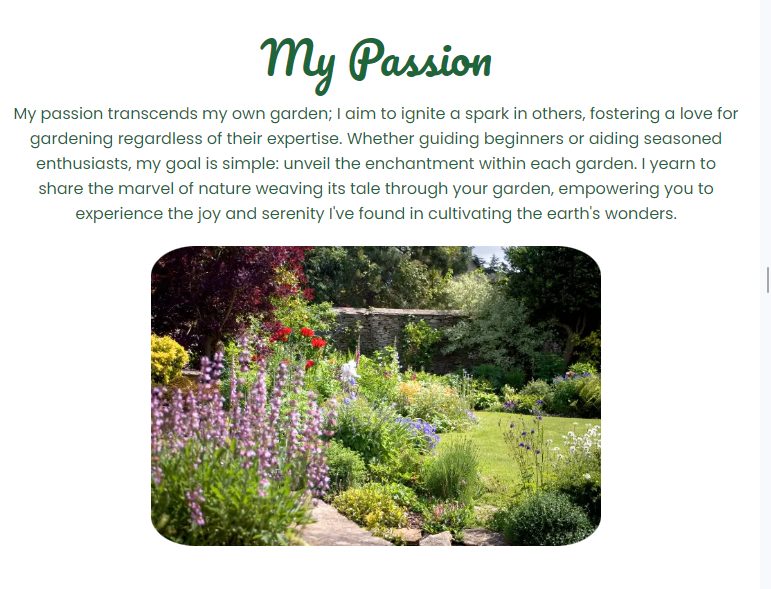 My Passion
My passion transcends my own garden; I aim to ignite a spark in others, fostering a love for
gardening regardless of their expertise. Whether guiding beginners or aiding seasoned
enthusiasts, my goal is simple: unveil the enchantment within each garden. I yearn to
share the marvel of nature weaving its tale through your garden, empowering you to
experience the joy and serenity I've found in cultivating the earth's wonders.